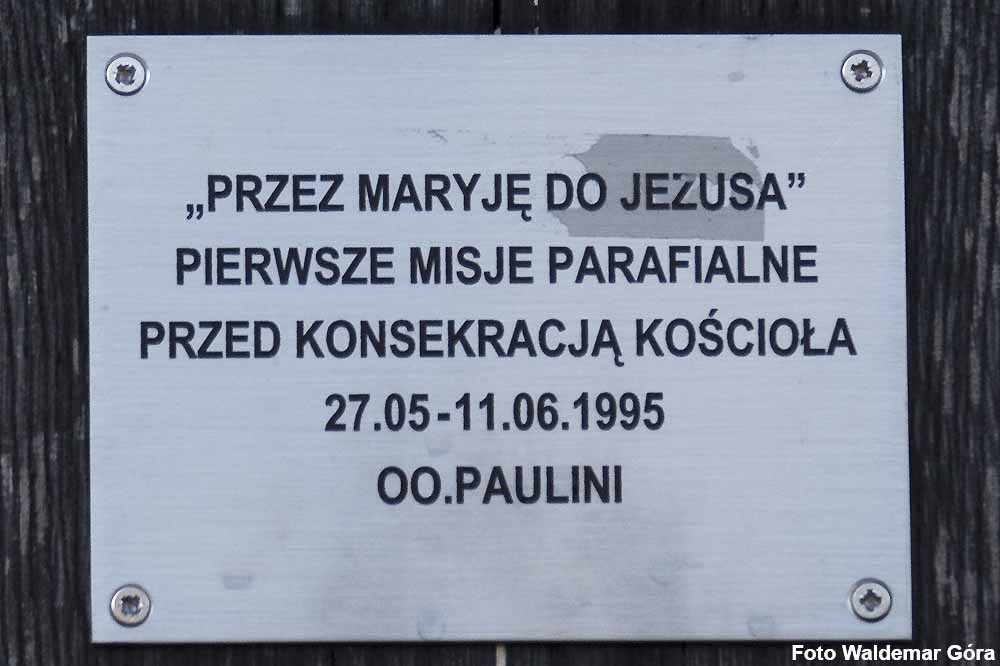 „PRZEZ MARYJĘ DO JEZUSA”
PIERWSZE MISJE PARAFIALNE
PRZED KONSEKRACJĄ KOŚCIOŁA
27.05-11.06.1995
OO.PAULINI
Foto Waldemar Góra